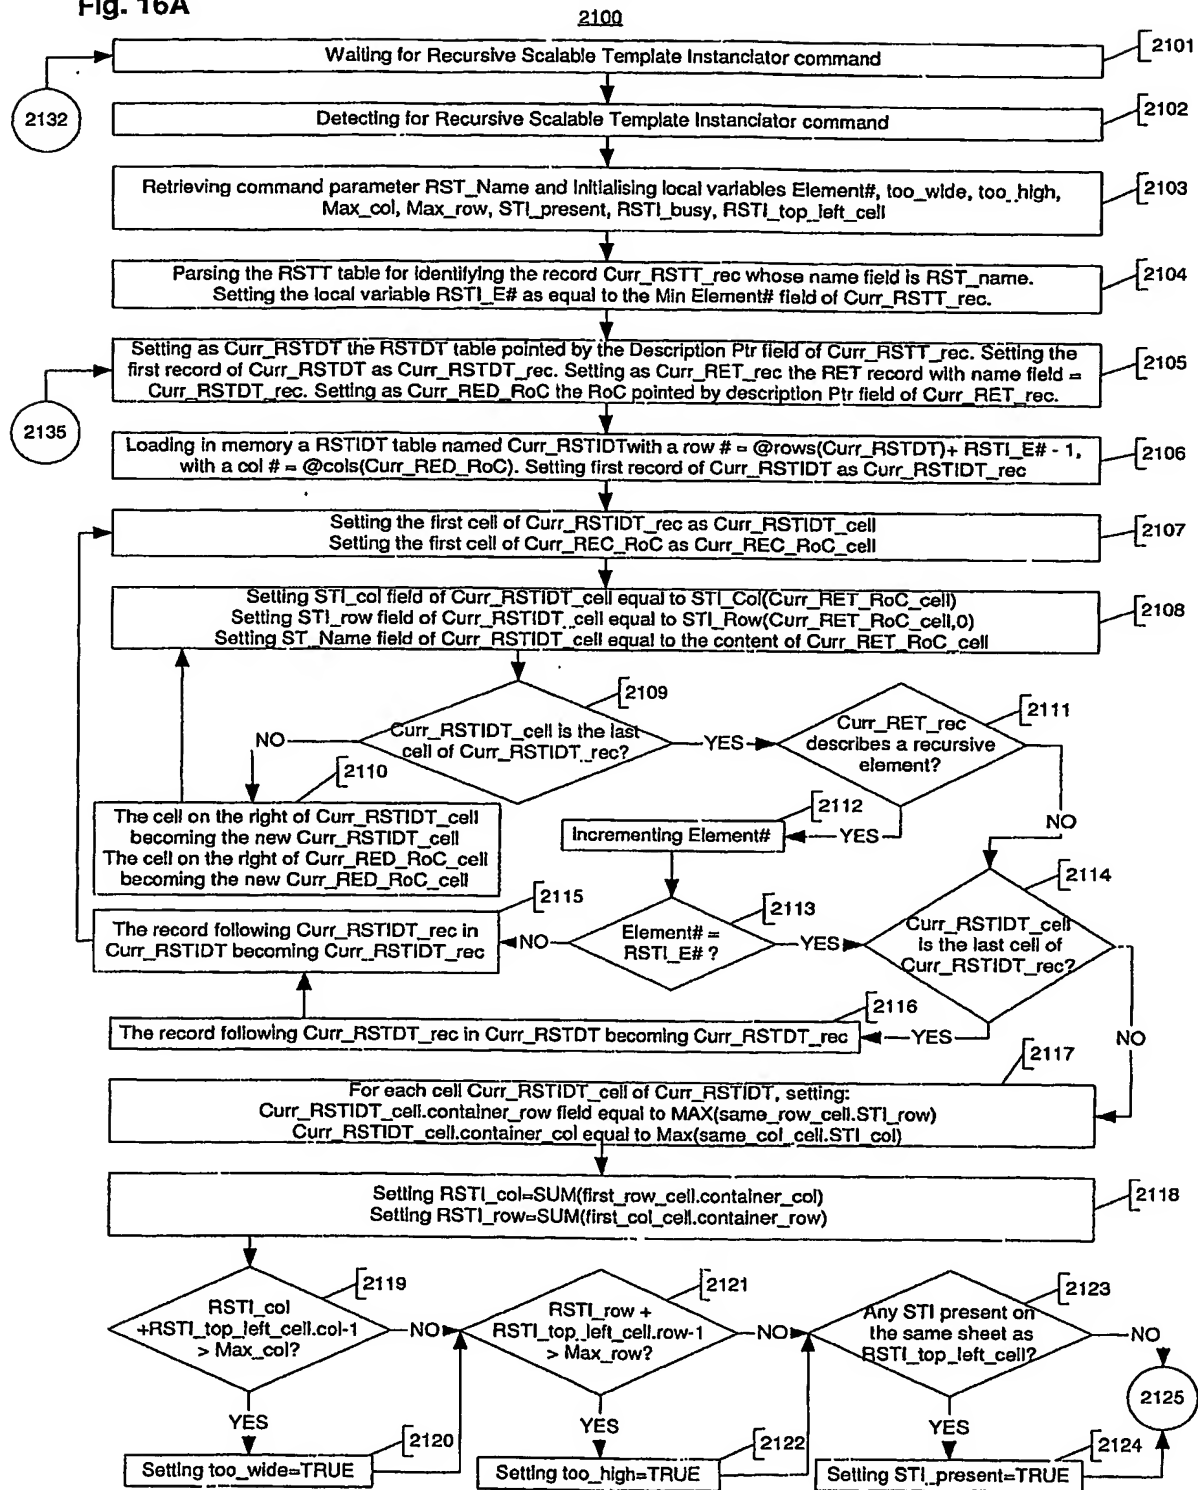 Fig. 16A
2100
Waiting for Recursive Scalable Template Instanciator command
2101
2132
Detecting for Recursive Scalable Template Instanciator command
2102
Retrieving command parameter RST_Name and Initialising local variables Element#, too_wide, too_high,
Max_col, Max_row, STI_present, RSTI_busy, RSTI_top_left_cell
2103
Parsing the RSTT table for identifying the record Curr_RSTT_rec whose name field is RST_name.
Setting the local variable RSTI_E# as equal to the Min Element# field of Curr_RSTT_rec.
2104
Setting as Curr_RSTDT the RSTDT table pointed by the Description Ptr field of Curr_RSTT_rec. Setting the
first record of Curr_RSTDT as Curr_RSTDT_rec. Setting as Curr_RET_rec the RET record with name field =
Curr_RSTDT_rec. Setting as Curr_RED_RoC the RoC pointed by description Ptr field of Curr_RET_rec.
2105
2135
Loading in memory a RSTIDT table named Curr_RSTIDTwith a row # = @rows(Curr_RSTDT)+ RSTI_E# - 1,
with a col # = @cols(Curr_RED_RoC). Setting first record of Curr_RSTIDT as Curr_RSTIDT_rec
2106
Setting the first cell of Curr_RSTIDT_rec as Curr_RSTIDT_cell
Setting the first cell of Curr_REC_RoC as Curr_REC_RoC_cell
2107
Setting STI_col field of Curr_RSTIDT_cell equal to STI_Col(Curr_RET_RoC_cell)
Setting STI_row field of Curr_RSTIDT_cell equal to STI_Row(Curr_RET_RoC_cell,0)
Setting ST_Name field of Curr_RSTIDT_cell equal to the content of Curr_RET_RoC_cell
2108
2109
Curr_RSTIDT_cell is the last
cell of Curr_RSTIDT_rec?
NO
YES
2111
Curr_RET_rec
describes a recursive
element?
2110
The cell on the right of Curr_RSTIDT_cell
becoming the new Curr_RSTIDT_cell
The cell on the right of Curr_RED_RoC_cell
becoming the new Curr_RED_RoC_cell
2112
Incrementing Element#
YES
NO
2114
2115
The record following Curr_RSTIDT_rec in
Curr_RSTIDT becoming Curr_RSTIDT_rec
NO
2113
Element# =
RSTI_E# ?
YES
Curr_RSTIDT_cell
is the last cell of
Curr_RSTIDT_rec?
2116
The record following Curr_RSTDT_rec in Curr_RSTDT becoming Curr_RSTDT_rec
YES
NO
2117
For each cell Curr_RSTIDT_cell of Curr_RSTIDT, setting:
Curr_RSTIDT_cell.container_row field equal to MAX(same_row_cell.STI_row)
Curr_RSTIDT_cell.container_col equal to Max(same_col_cell.STI_col)
Setting RSTI_col=SUM(first_row_cell.container_col)
Setting RSTI_row=SUM(first_col_cell.container_row)
2118
2119
RSTI_col
+RSTI_top_left_cell.col-1
> Max_col?
NO
2121
RSTI_row +
RSTI_top_left_cell.row-1
> Max_row?
NO
2123
Any STI present on
the same sheet as
RSTI_top_left_cell?
NO
2125
YES
YES
YES
2120
Setting too_wide=TRUE
2122
Setting too_high=TRUE
2124
Setting STI_present=TRUE